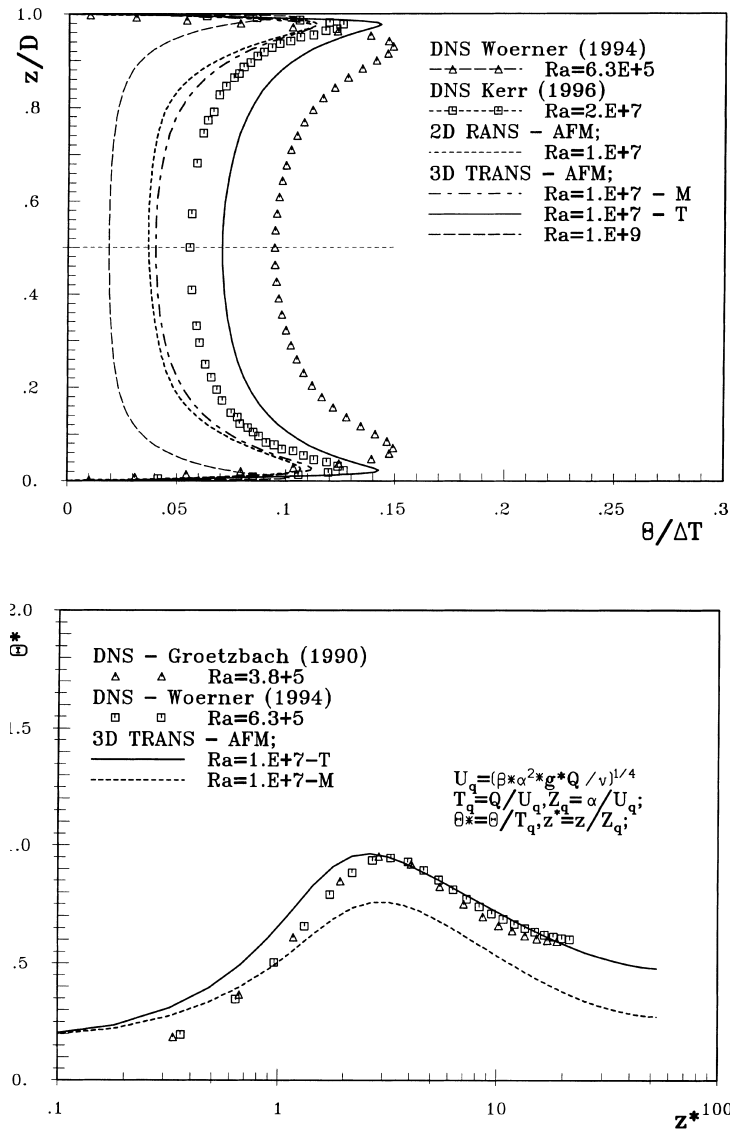 1.0
z/D
.8
.6
.4
.2
0.
DNS Woerner (1994)
Ra=6.3E+5
DNS Kerr (1996)
Ra=2.E+7
2D RANS – AFM;
Ra=1.E+7
3D TRANS – AFM;
Ra=1.E+7 – M
Ra=1.E+7 – T
Ra=1.E+9
0 .05 .1 .15 .2 .25 .3
Θ/ΔT
2.0
Θ*
1.5
.0
.5
0.
DNS – Groetzbach (1990)
Ra=3.8+5
DNS – Woerner (1994)
Ra=6.3+5
3D TRANS – AFM;
Ra=1.E+7-T
Ra=1.E+7-M
U_q=(β*α²*g*Q/ν)^1/4
T_q=Q/U_q,Z_q=α/U_q;
Θ*=Θ/T_q,z*=z/Z_q;
.1 1 10 100
z*